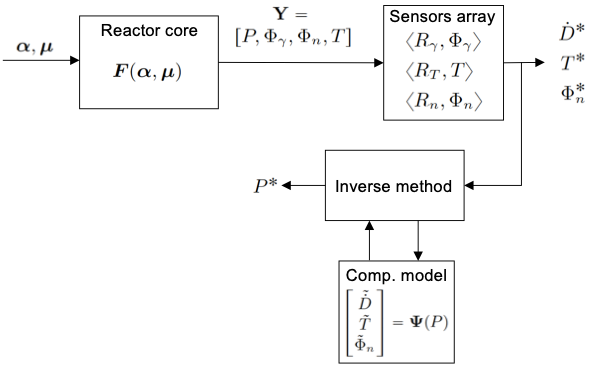 α, μ
Reactor core
F(α, μ)
Y =
[P, Φ_γ, Φ_n, T]
Sensors array
⟨R_γ, Φ_γ⟩
⟨R_T, T⟩
⟨R_n, Φ_n⟩
Ḋ*
T*
Φ_n*
P*
Inverse method
Comp. model
[ D̃̇ ]
[ T̃ ] = Ψ(P)
[ Φ̃_n ]